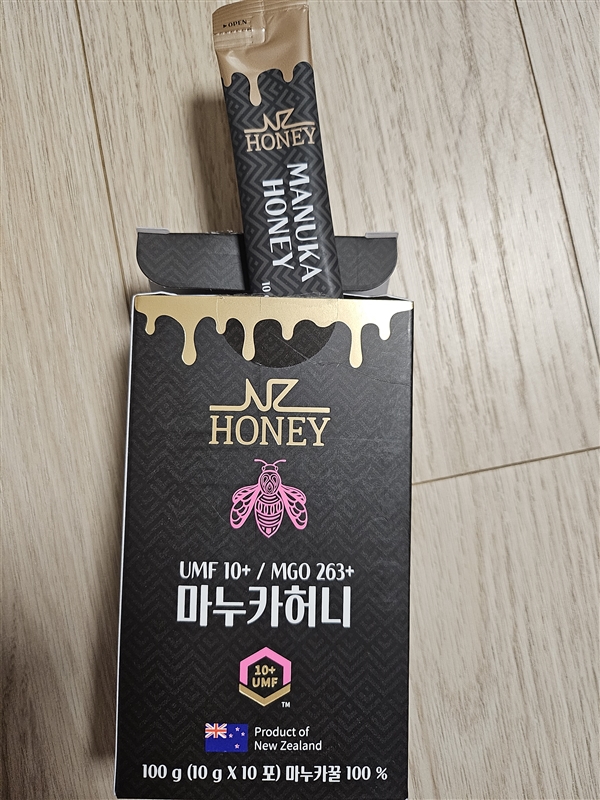 ▶OPEN
NZ
HONEY
MANUKA
HONEY
10
NZ
HONEY
UMF 10+ / MGO 263+
마누카허니
10+
UMF
TM
Product of
New Zealand
100 g (10 g X 10 포) 마누카꿀 100 %